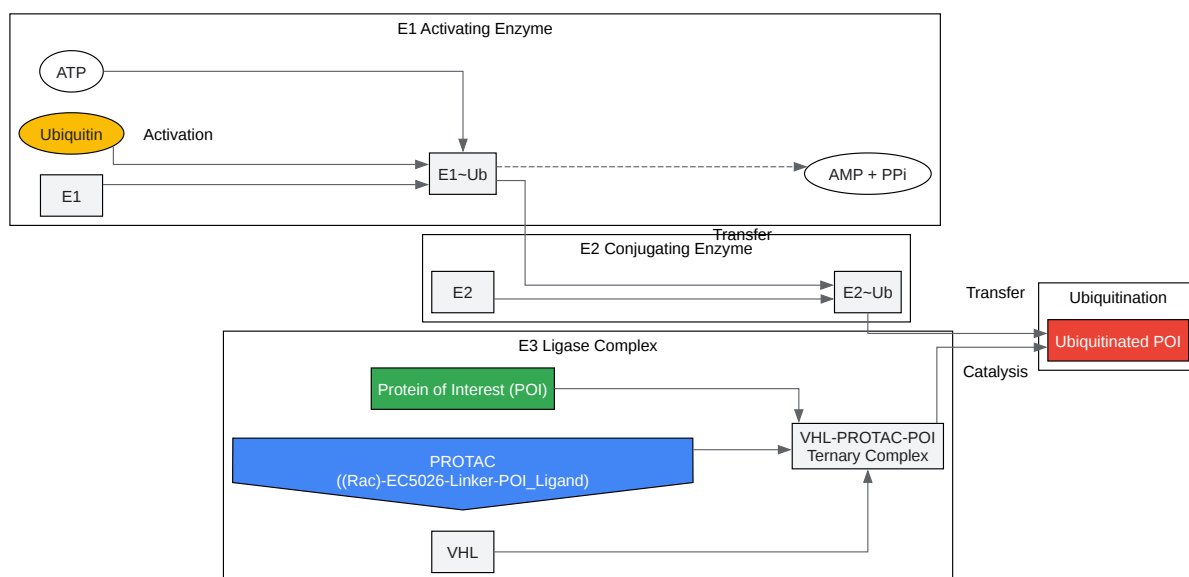 E1 Activating Enzyme
ATP
Ubiquitin
Activation
E1~Ub
AMP + PPi
E1
Transfer
E2 Conjugating Enzyme
E2
E2~Ub
Transfer
Ubiquitination
Ubiquitinated POI
E3 Ligase Complex
Catalysis
Protein of Interest (POI)
VHL-PROTAC-POI
Ternary Complex
PROTAC
((Rac)-EC5026-Linker-POI_Ligand)
VHL